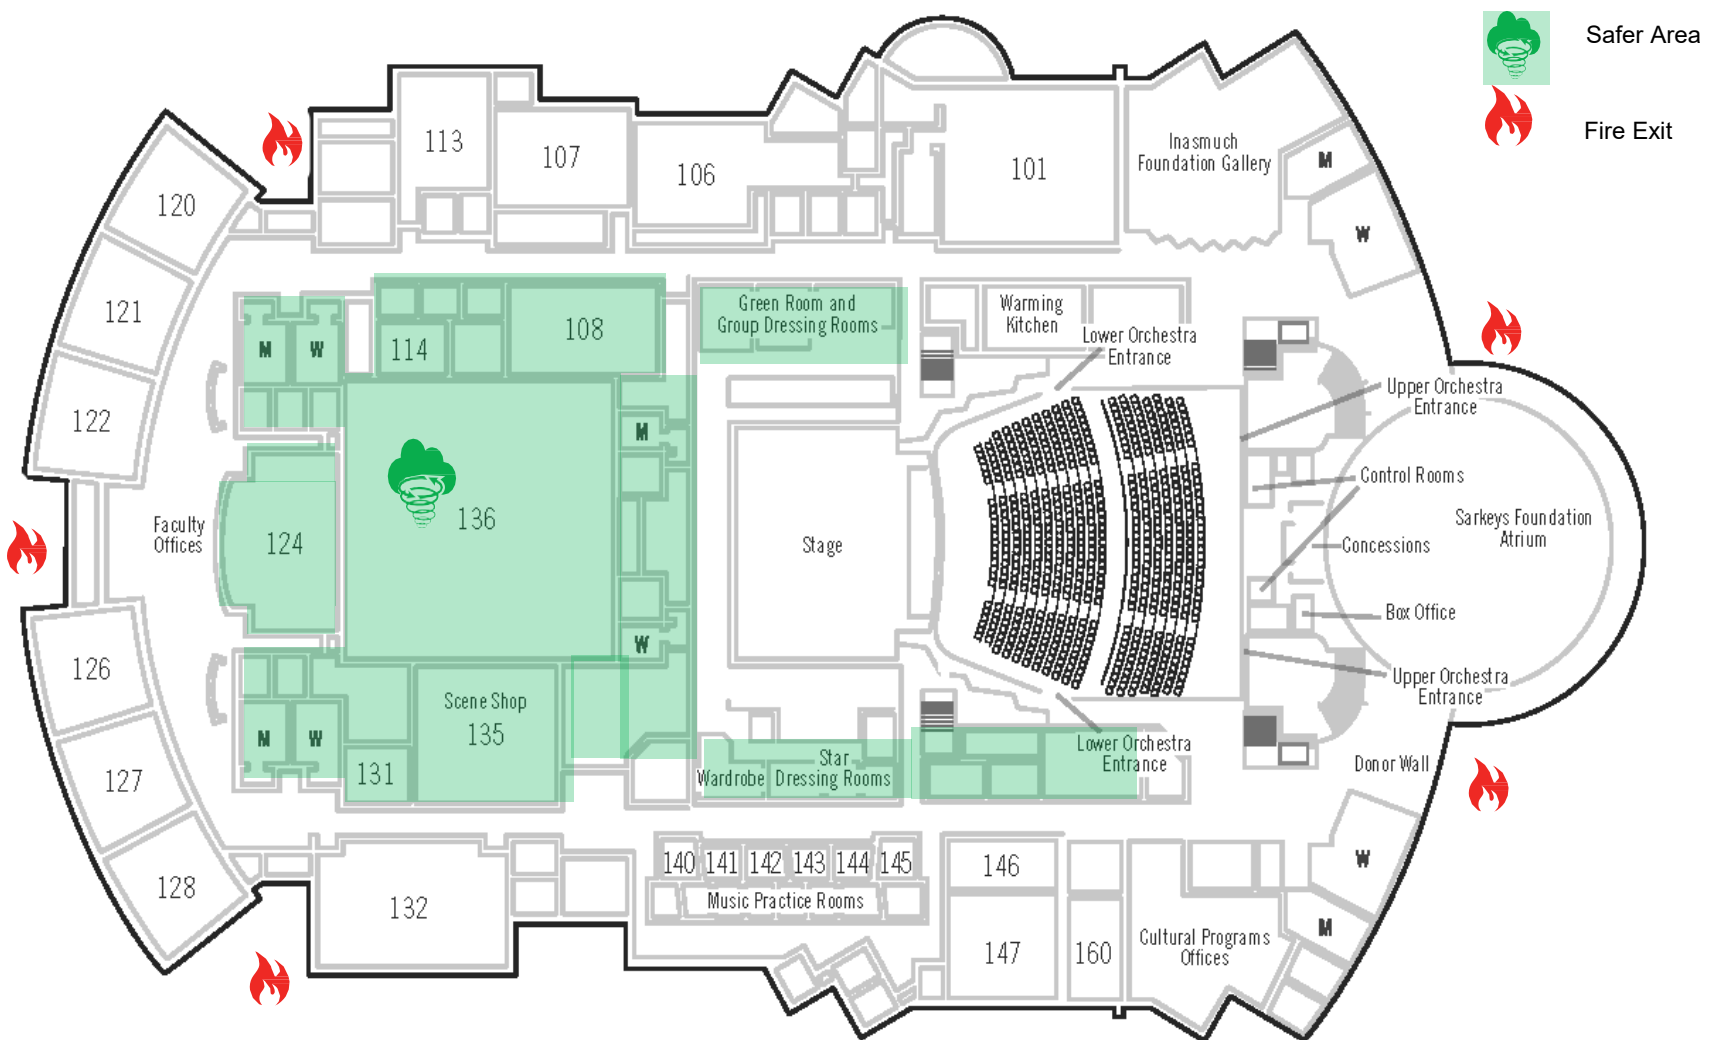 Safer Area
Fire Exit
113
107
106
101
Inasmuch
Foundation Gallery
M
W
120
121
122
M
W
114
108
Green Room and
Group Dressing Rooms
Warming
Kitchen
Lower Orchestra
Entrance
Upper Orchestra
Entrance
M
136
Control Rooms
Faculty
Offices
124
Stage
Sarkeys Foundation
Atrium
Concessions
Box Office
W
126
127
128
M
W
Scene Shop
135
131
Upper Orchestra
Entrance
Wardrobe
Star
Dressing Rooms
Lower Orchestra
Entrance
Donor Wall
140
141
142
143
144
145
Music Practice Rooms
132
146
147
160
Cultural Programs
Offices
W
M